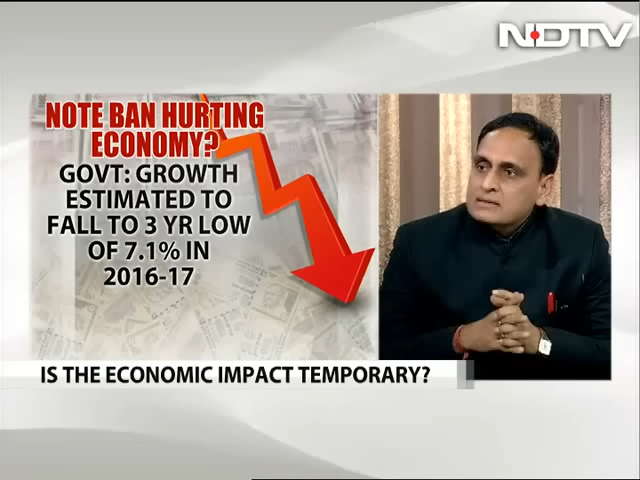 NDTV
NOTE BAN HURTING
ECONOMY?
GOVT: GROWTH
ESTIMATED TO
FALL TO 3 YR LOW
OF 7.1% IN
2016-17
IS THE ECONOMIC IMPACT TEMPORARY?